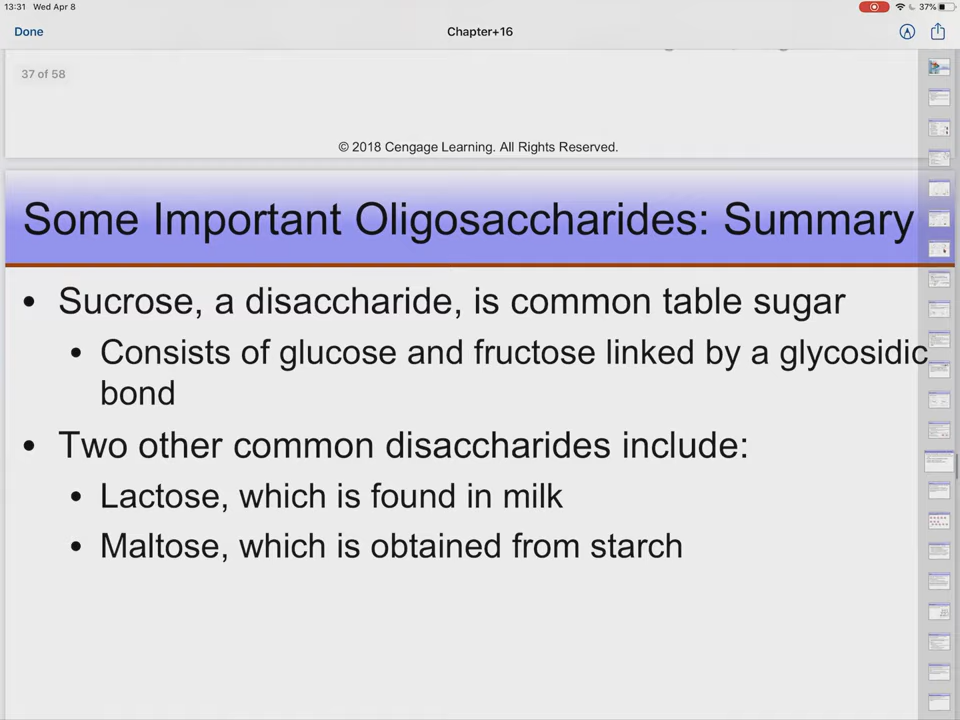 13:31 Wed Apr 8
37%
Done
Chapter+16
37 of 58
© 2018 Cengage Learning. All Rights Reserved.
Some Important Oligosaccharides: Summary
• Sucrose, a disaccharide, is common table sugar
• Consists of glucose and fructose linked by a glycosidic
bond
• Two other common disaccharides include:
• Lactose, which is found in milk
• Maltose, which is obtained from starch